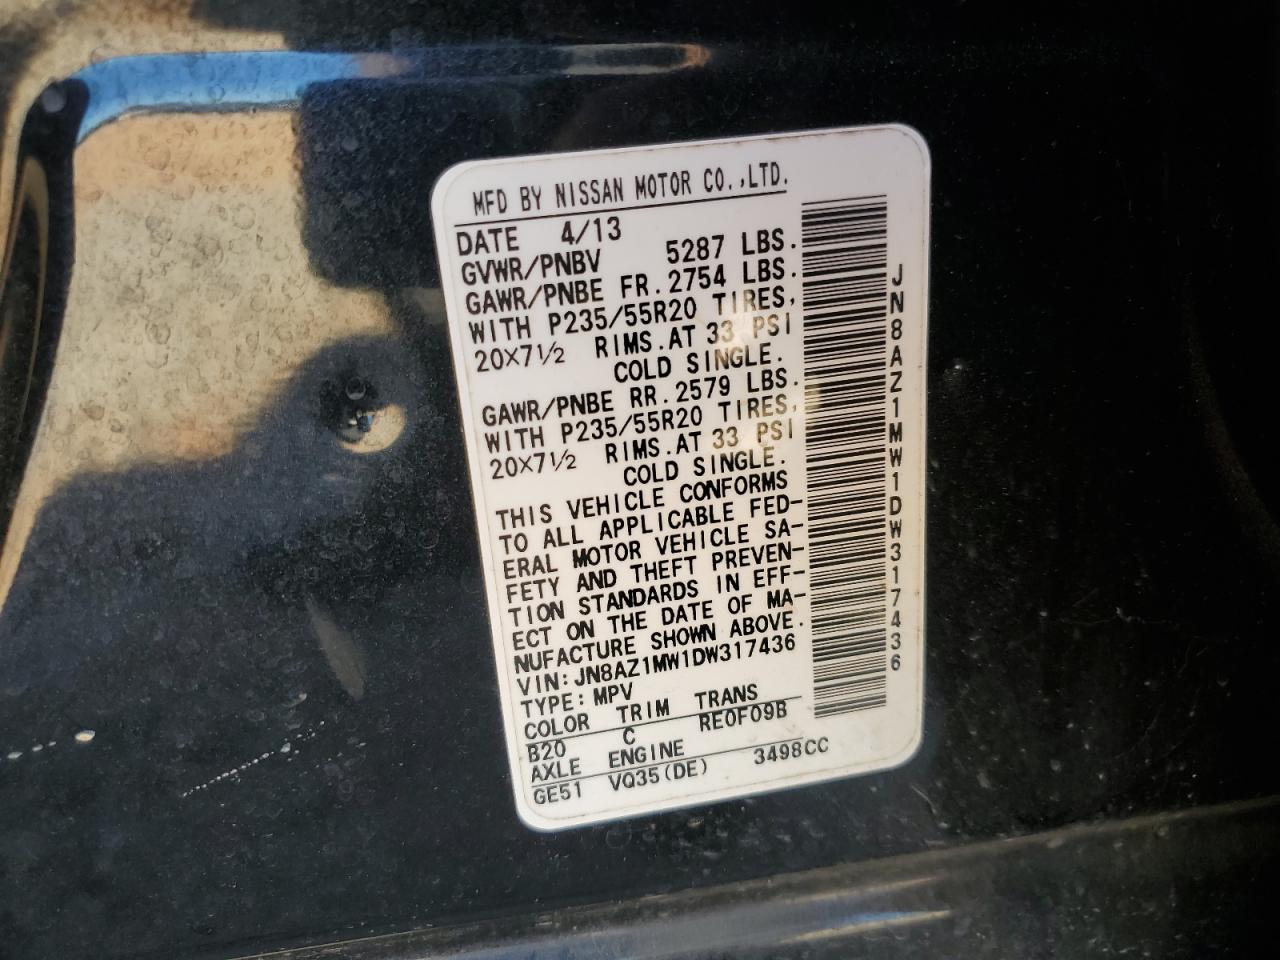 MFD BY NISSAN MOTOR CO.,LTD.
DATE 4/13
GVWR/PNBV 5287 LBS.
GAWR/PNBE FR.2754 LBS.
WITH P235/55R20 TIRES,
20X7½ RIMS.AT 33 PSI
COLD SINGLE.
GAWR/PNBE RR.2579 LBS.
WITH P235/55R20 TIRES,
20X7½ RIMS.AT 33 PSI
COLD SINGLE.
THIS VEHICLE CONFORMS
TO ALL APPLICABLE FED-
ERAL MOTOR VEHICLE SA-
FETY AND THEFT PREVEN-
TION STANDARDS IN EFF-
ECT ON THE DATE OF MA-
NUFACTURE SHOWN ABOVE.
VIN:JN8AZ1MW1DW317436
TYPE:MPV
COLOR TRIM TRANS
B20 C RE0F09B
AXLE ENGINE
GE51 VQ35(DE) 3498CC
JN8AZ1MW1DW317436